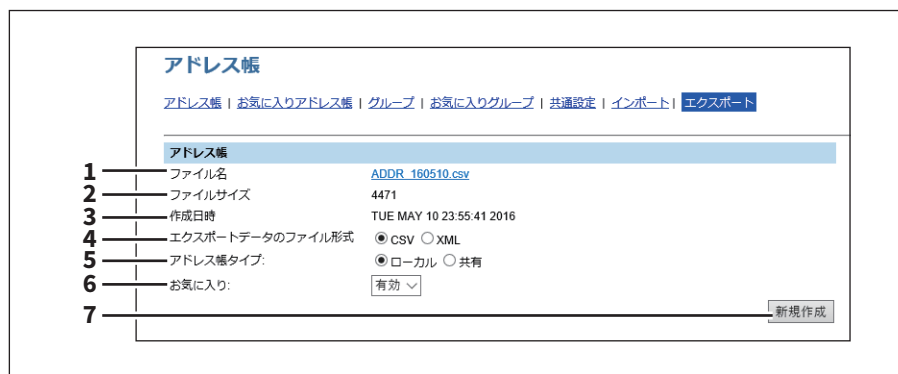 アドレス帳
アドレス帳 | お気に入りアドレス帳 | グループ | お気に入りグループ | 共通設定 | インポート | エクスポート
アドレス帳
1 ファイル名 ADDR_160510.csv
2 ファイルサイズ 4471
3 作成日時 TUE MAY 10 23:55:41 2016
4 エクスポートデータのファイル形式 CSV XML
5 アドレス帳タイプ: ローカル 共有
6 お気に入り: 有効
7 新規作成